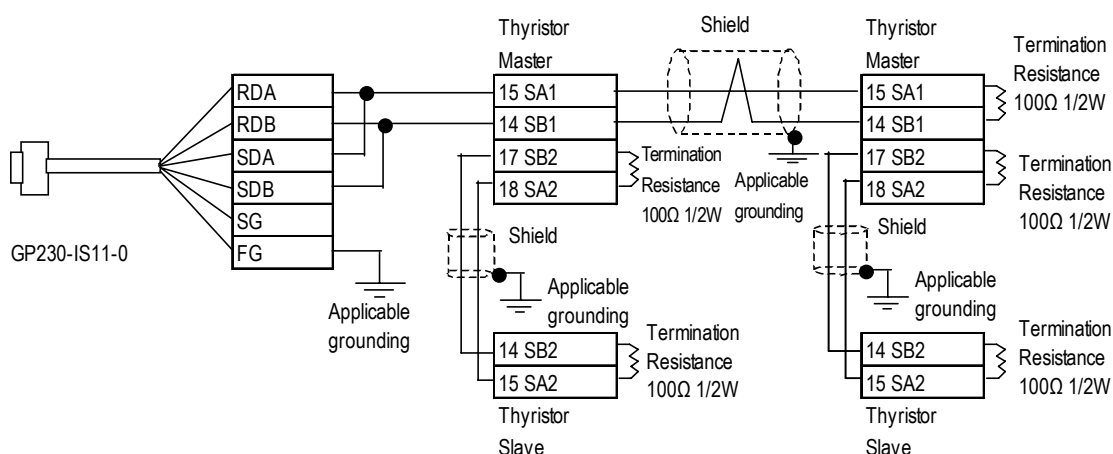 Thyristor
Master
Shield
Thyristor
Master
Termination
Resistance
100Ω 1/2W
RDA
RDB
SDA
SDB
SG
FG
15 SA1
14 SB1
17 SB2
18 SA2
15 SA1
14 SB1
17 SB2
18 SA2
Termination
Resistance
100Ω 1/2W
Applicable
grounding
Termination
Resistance
100Ω 1/2W
GP230-IS11-0
Shield
Shield
Applicable
grounding
Applicable
grounding
Applicable
grounding
14 SB2
15 SA2
Termination
Resistance
100Ω 1/2W
14 SB2
15 SA2
Termination
Resistance
100Ω 1/2W
Thyristor
Slave
Thyristor
Slave